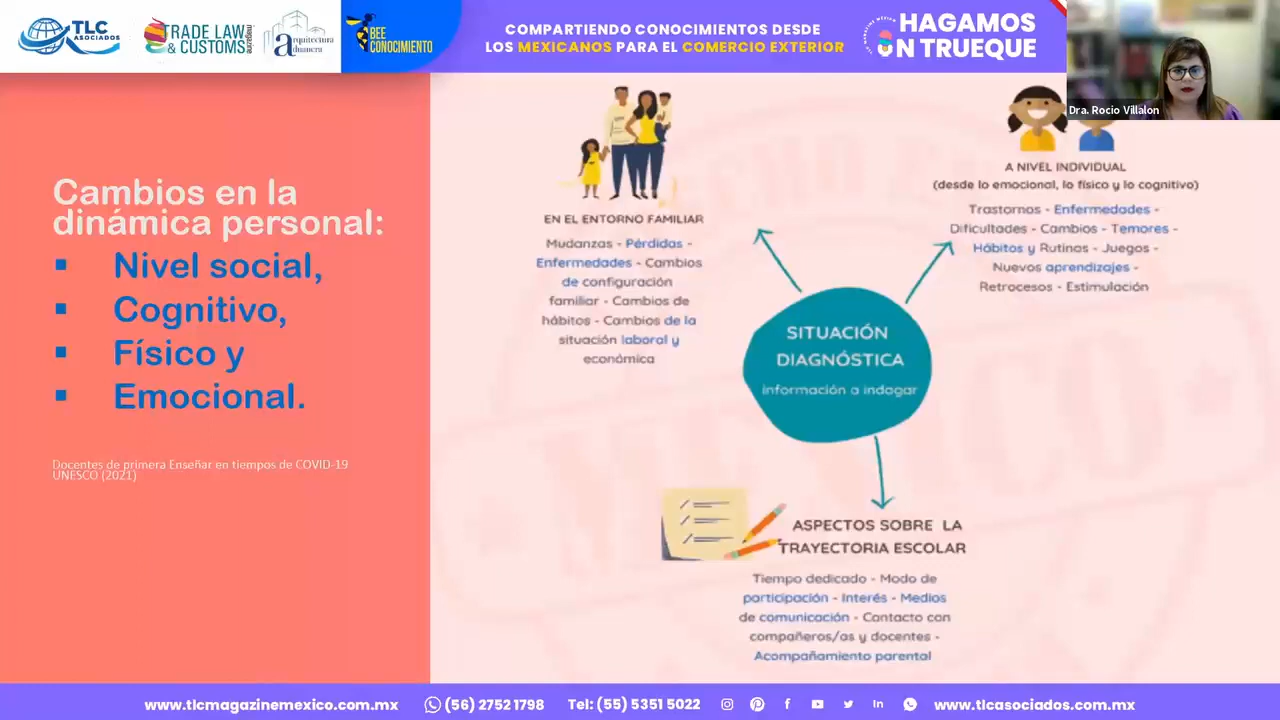 TLC
ASOCIADOS
TRADE LAW
& CUSTOMS
MAGAZINE
arquitectura
aduanera
BEE
CONOCIMIENTO
COMPARTIENDO CONOCIMIENTOS DESDE
LOS MEXICANOS PARA EL COMERCIO EXTERIOR
HAGAMOS
UN TRUEQUE
Dra. Rocio Villalon
Cambios en la
dinámica personal:
▪ Nivel social,
▪ Cognitivo,
▪ Físico y
▪ Emocional.
Docentes de primera Enseñar en tiempos de COVID-19
UNESCO (2021)
EN EL ENTORNO FAMILIAR
Mudanzas - Pérdidas -
Enfermedades - Cambios
de configuración
familiar - Cambios de
hábitos - Cambios de la
situación laboral y
económica
A NIVEL INDIVIDUAL
(desde lo emocional, lo físico y lo cognitivo)
Trastornos - Enfermedades -
Dificultades - Cambios - Temores -
Hábitos y Rutinas - Juegos -
Nuevos aprendizajes -
Retrocesos - Estimulación
SITUACIÓN
DIAGNÓSTICA
información a indagar
ASPECTOS SOBRE LA
TRAYECTORIA ESCOLAR
Tiempo dedicado - Modo de
participación - Interés - Medios
de comunicación - Contacto con
compañeros/as y docentes -
Acompañamiento parental
HECHO EN
MÉXICO
www.tlcmagazinemexico.com.mx (56) 2752 1798 Tel: (55) 5351 5022 www.tlcasociados.com.mx